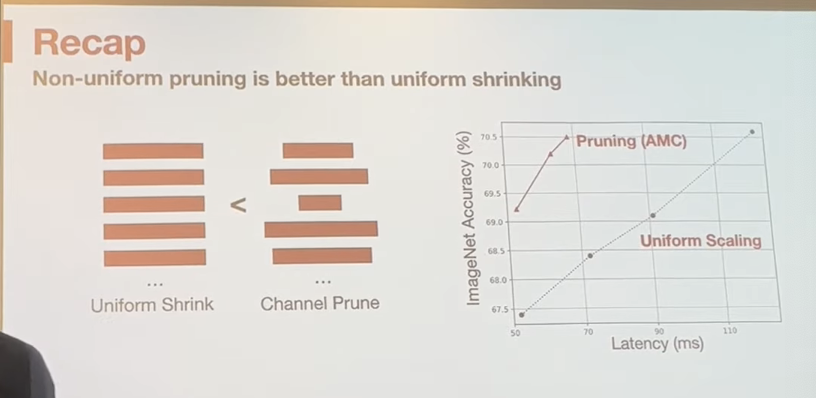 Recap
Non-uniform pruning is better than uniform shrinking
<
...
Uniform Shrink
...
Channel Prune
ImageNet Accuracy (%)
70.5
70.0
69.5
69.0
68.5
68.0
67.5
Pruning (AMC)
Uniform Scaling
50 70 90 110
Latency (ms)